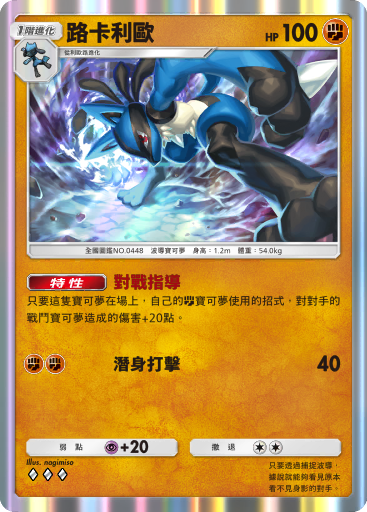 1階進化
路卡利歐
HP 100
從利歐路進化
全國圖鑑NO.0448 波導寶可夢 身高：1.2m 體重：54.0kg
特性 對戰指導
只要這隻寶可夢在場上，自己的寶可夢使用的招式，對對手的
戰鬥寶可夢造成的傷害+20點。
潛身打擊 40
弱點 +20 撤退
Illus. nagimiso
只要透過捕捉波導，
據說就能夠看見原本
看不見身影的對手。